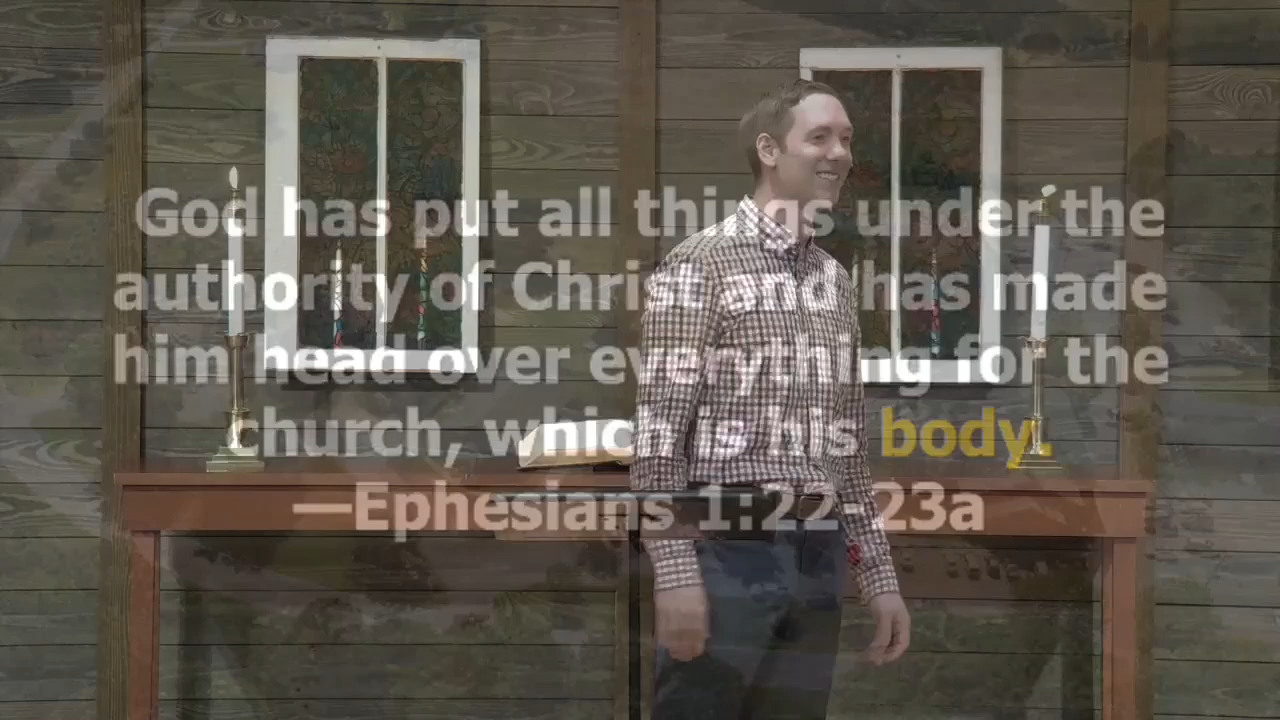 God has put all things under the
authority of Christ and has made
him head over everything for the
church, which is his body.
—Ephesians 1:22-23a